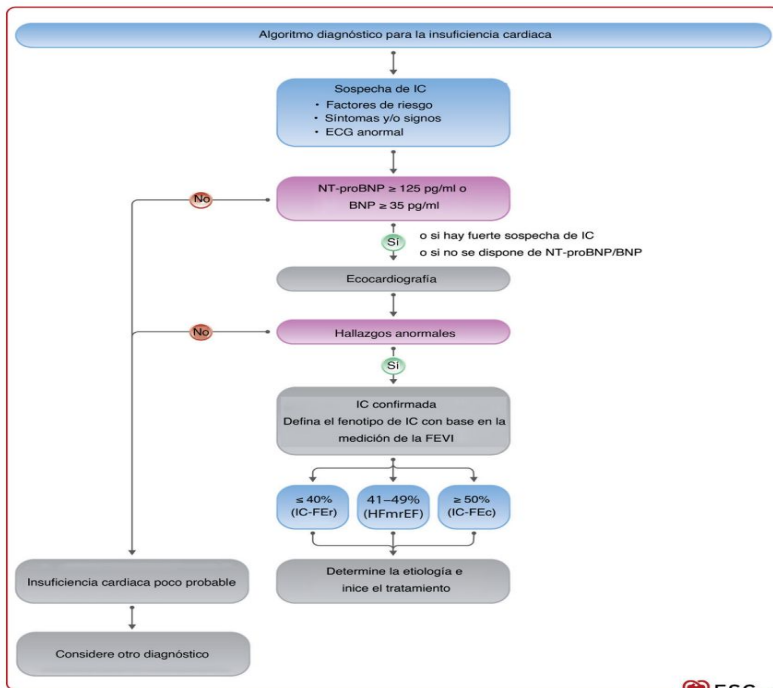 Algoritmo diagnóstico para la insuficiencia cardiaca
Sospecha de IC
• Factores de riesgo
• Síntomas y/o signos
• ECG anormal
NT-proBNP ≥ 125 pg/ml o
BNP ≥ 35 pg/ml
No
Sí
o si hay fuerte sospecha de IC
o si no se dispone de NT-proBNP/BNP
Ecocardiografía
No
Hallazgos anormales
Sí
IC confirmada
Defina el fenotipo de IC con base en la
medición de la FEVI
≤ 40%
(IC-FEr)
41–49%
(HFmrEF)
≥ 50%
(IC-FEc)
Insuficiencia cardiaca poco probable
Determine la etiología e
inice el tratamiento
Considere otro diagnóstico
ESC